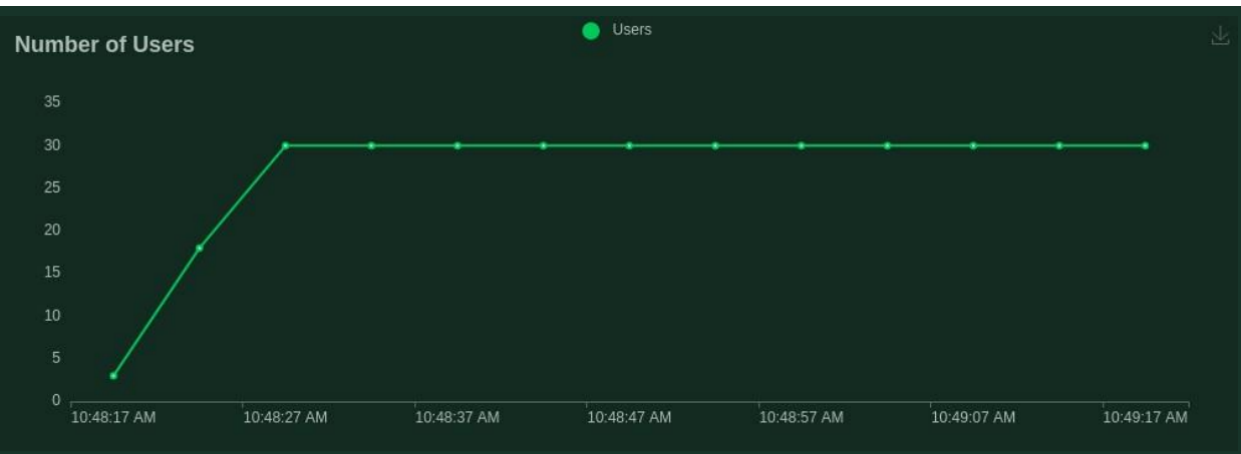 Number of Users
Users
35
30
25
20
15
10
5
0
10:48:17 AM
10:48:27 AM
10:48:37 AM
10:48:47 AM
10:48:57 AM
10:49:07 AM
10:49:17 AM